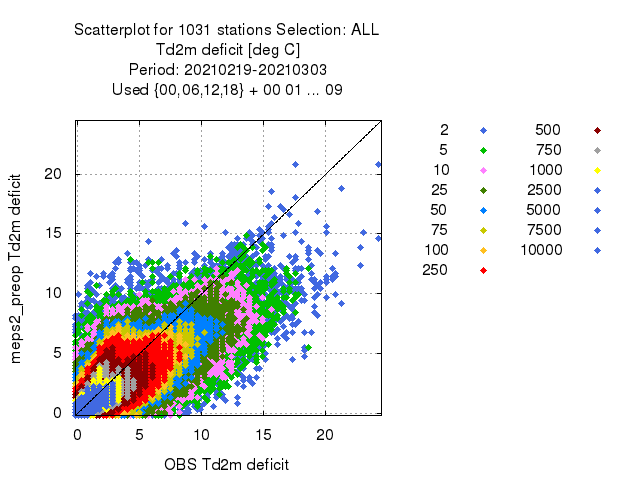 Scatterplot for 1031 stations Selection: ALL
Td2m deficit [deg C]
Period: 20210219-20210303
Used {00,06,12,18} + 00 01 ... 09
meps2_preop Td2m deficit
20
15
10
5
0
0 5 10 15 20
OBS Td2m deficit
2 500
5 750
10 1000
25 2500
50 5000
75 7500
100 10000
250